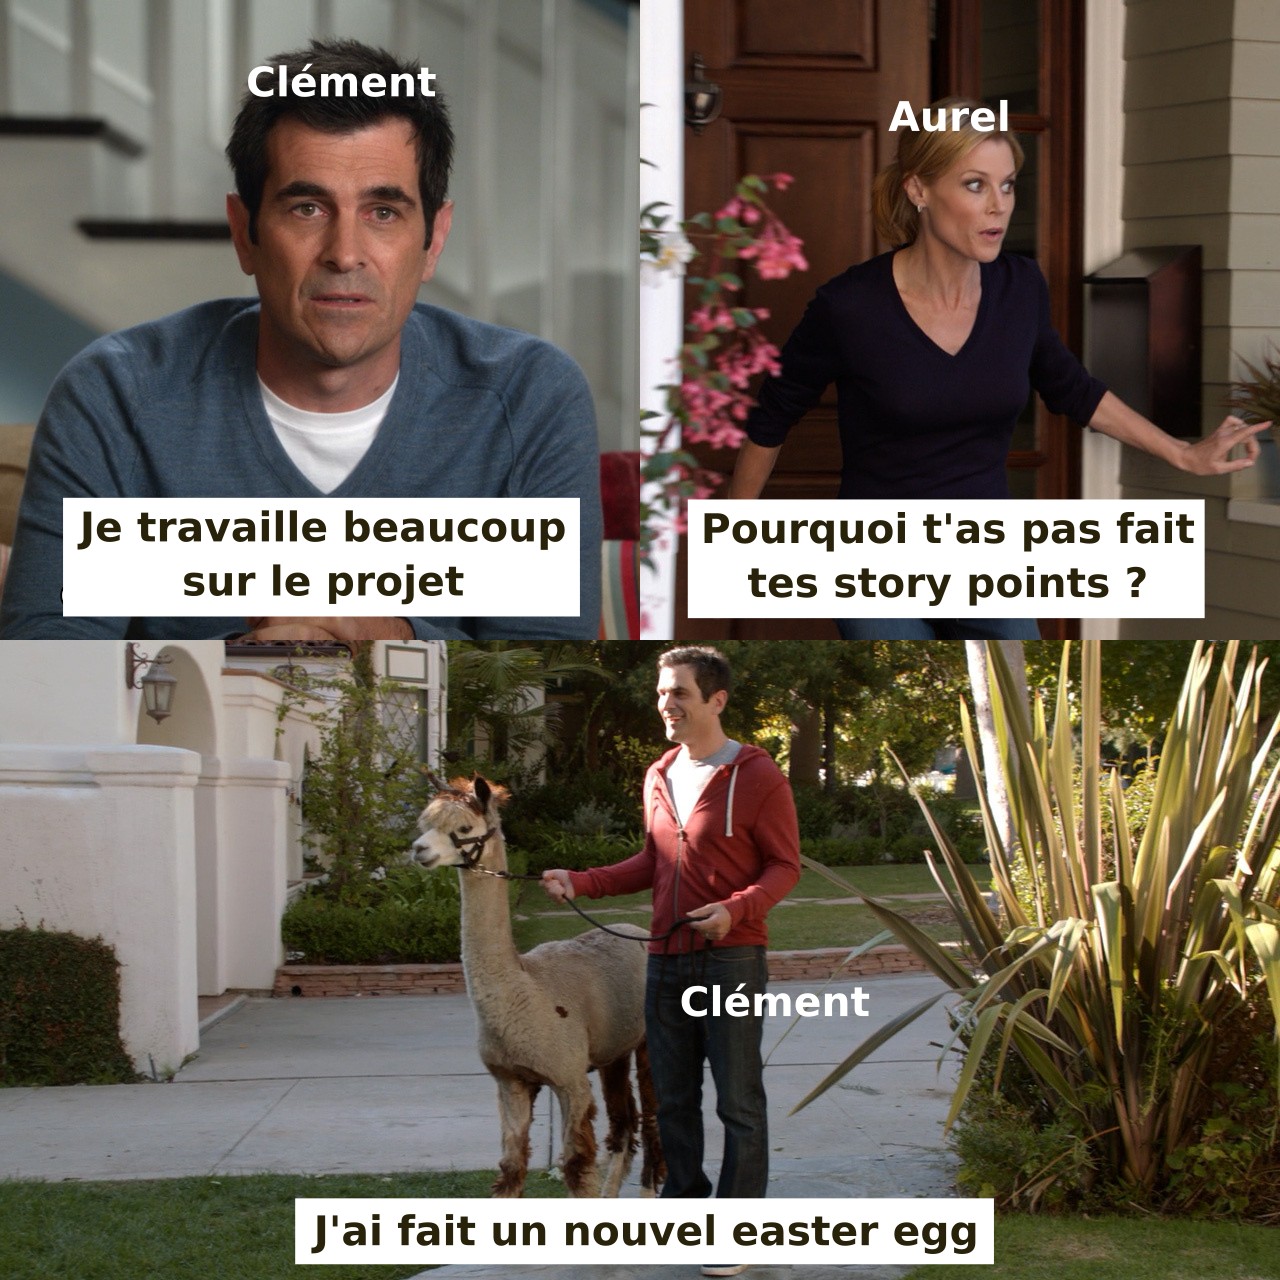 Clément
Je travaille beaucoup
sur le projet
Aurel
Pourquoi t'as pas fait
tes story points ?
Clément
J'ai fait un nouvel easter egg